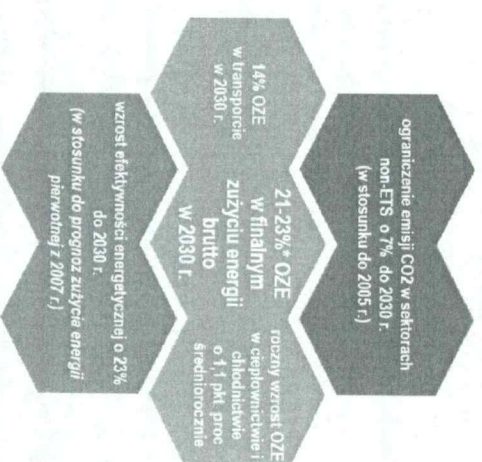 ograniczenie emisji CO2 w sektorach
non-ETS o 7% do 2030 r.
(w stosunku do 2005 r.)
14% OZE
w transporcie
w 2030 r.
21-23%* OZE
w finalnym
zużyciu energii
brutto
w 2030 r.
roczny wzrost OZE
w ciepłownictwie i
chłodnictwie
o 1,1 pkt. proc
średniorocznie
wzrost efektywności energetycznej o 23%
do 2030 r.
(w stosunku do prognoz zużycie energii
pierwotnej z 2007 r.)